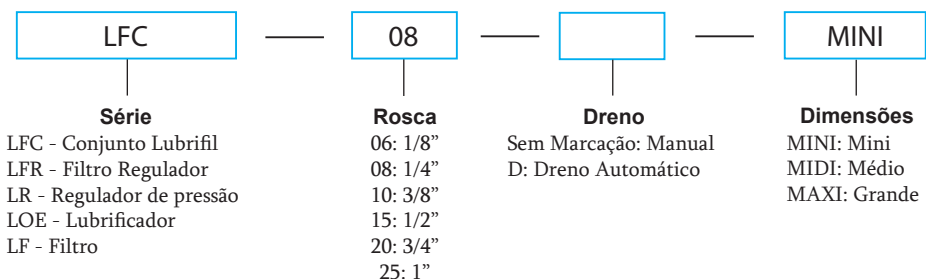 LFC — 08 — — MINI
Série
LFC - Conjunto Lubrifil
LFR - Filtro Regulador
LR - Regulador de pressão
LOE - Lubrificador
LF - Filtro
Rosca
06: 1/8”
08: 1/4”
10: 3/8”
15: 1/2”
20: 3/4”
25: 1”
Dreno
Sem Marcação: Manual
D: Dreno Automático
Dimensões
MINI: Mini
MIDI: Médio
MAXI: Grande